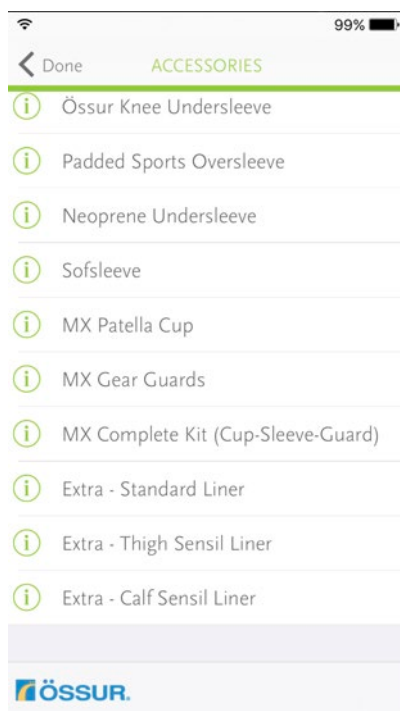 99%
Done ACCESSORIES
Össur Knee Undersleeve
Padded Sports Oversleeve
Neoprene Undersleeve
Sofsleeve
MX Patella Cup
MX Gear Guards
MX Complete Kit (Cup-Sleeve-Guard)
Extra - Standard Liner
Extra - Thigh Sensil Liner
Extra - Calf Sensil Liner
ÖSSUR.